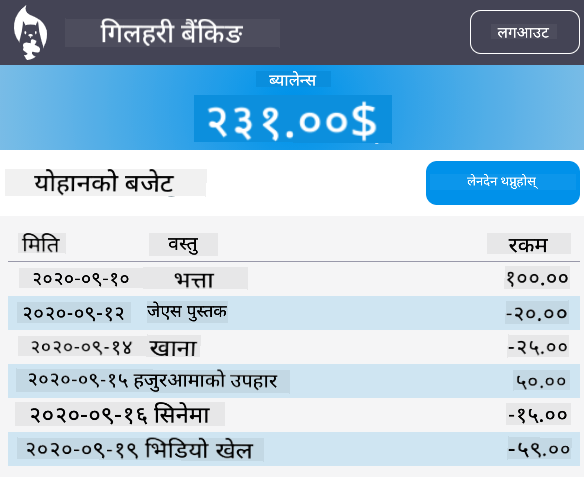 गिलहरी बैंकिङ
लगआउट
ब्यालेन्स
२३१.००$
योहानको बजेट
लेनदेन थप्नुहोस्
मिति वस्तु रकम
२०२०-०९-१० भत्ता १००.००
२०२०-०९-१२ जेएस पुस्तक -२०.००
२०२०-०९-१४ खाना -२५.००
२०२०-०९-१५ हजुरआमाको उपहार ५०.००
२०२०-०९-१६ सिनेमा -१५.००
२०२०-०९-१९ भिडियो खेल -५९.००